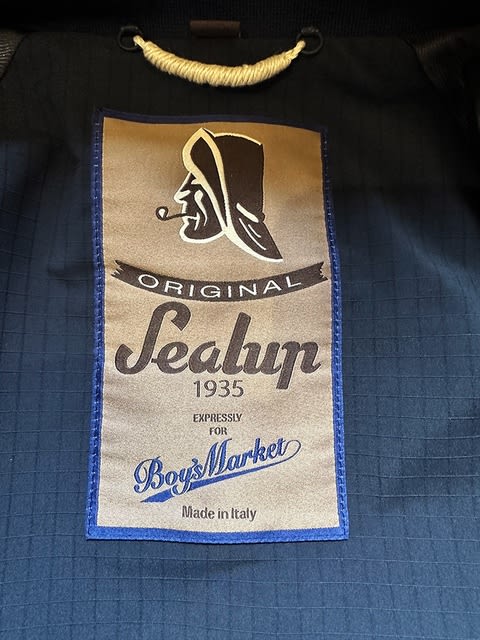 ORIGINAL
Sealup
1935
EXPRESSLY
FOR
Boy's Market
Made in Italy